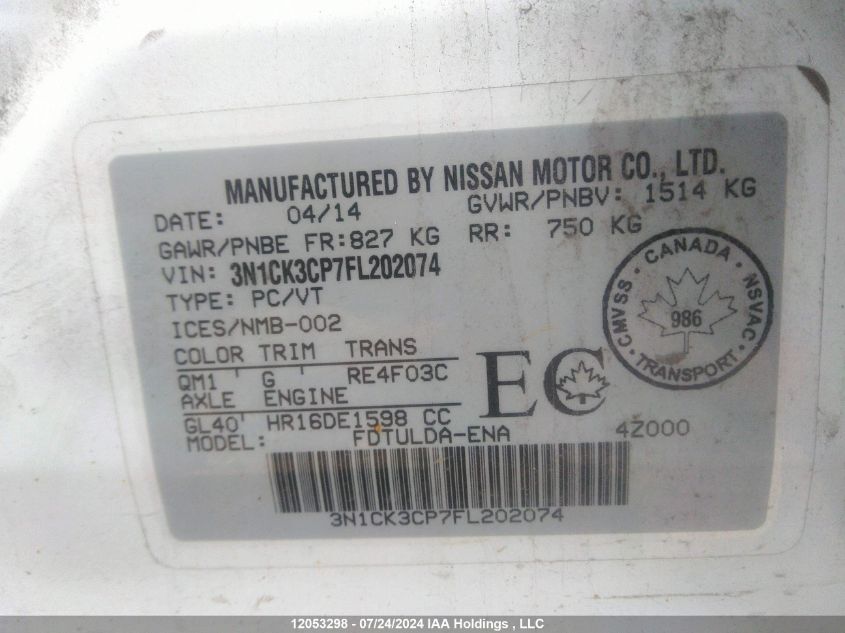 MANUFACTURED BY NISSAN MOTOR CO., LTD.
DATE: 04/14 GVWR/PNBV: 1514 KG
GAWR/PNBE FR:827 KG RR: 750 KG
VIN: 3N1CK3CP7FL202074
TYPE: PC/VT
ICES/NMB-002
COLOR TRIM TRANS
QM1 ' G ' RE4F03C
AXLE ENGINE
GL40' HR16DE1598 CC
MODEL: FDTULDA-ENA 4Z000
EC
CANADA
CMVSS · NSVAC
986
TRANSPORT
3N1CK3CP7FL202074
12053298 - 07/24/2024 IAA Holdings , LLC